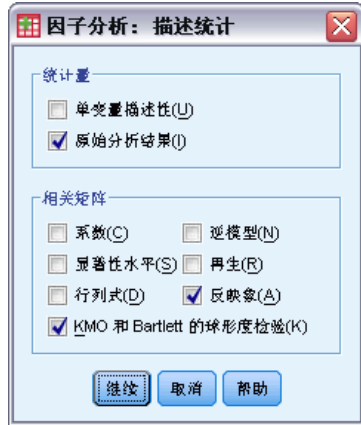 因子分析：描述统计
统计量
单变量描述性(U)
原始分析结果(I)
相关矩阵
系数(C) 逆模型(N)
显著性水平(S) 再生(R)
行列式(D) 反映象(A)
KMO 和 Bartlett 的球形度检验(K)
继续 取消 帮助